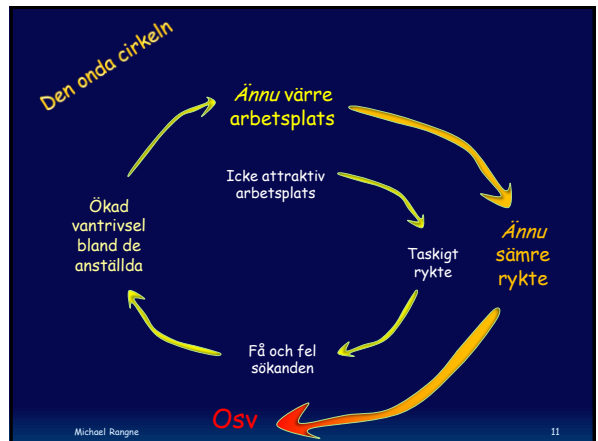 Den onda cirkeln
Ännu värre
arbetsplats
Icke attraktiv
arbetsplats
Taskigt
rykte
Få och fel
sökanden
Ökad
vantrivsel
bland de
anställda
Ännu
sämre
rykte
Osv
Michael Rangne
11